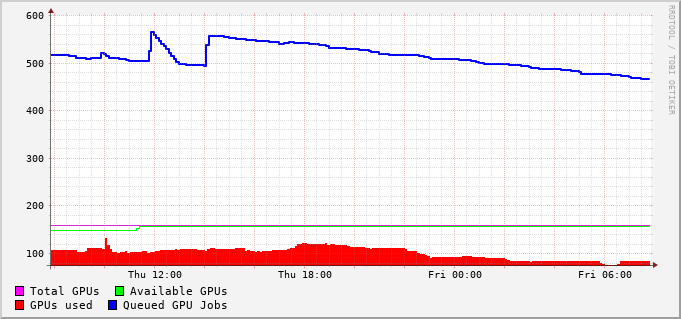 600
500
400
300
200
100
Thu 12:00 Thu 18:00 Fri 00:00 Fri 06:00
Total GPUs Available GPUs
GPUs used Queued GPU Jobs
RRDTOOL / TOBI OETIKER